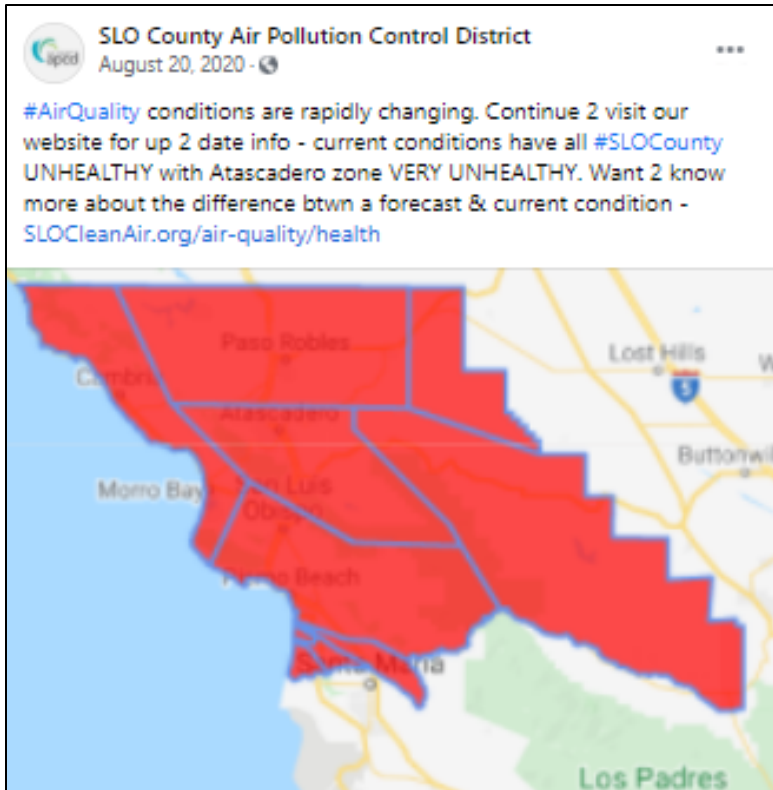 apcd
SLO County Air Pollution Control District
August 20, 2020 ·
#AirQuality conditions are rapidly changing. Continue 2 visit our
website for up 2 date info - current conditions have all #SLOCounty
UNHEALTHY with Atascadero zone VERY UNHEALTHY. Want 2 know
more about the difference btwn a forecast & current condition -
SLOCleanAir.org/air-quality/health
Paso Robles
Lost Hills
W
Cambria
5
Atascadero
Buttonwil
Morro Bay
San Luis
Obispo
Pismo Beach
Santa Maria
Los Padres